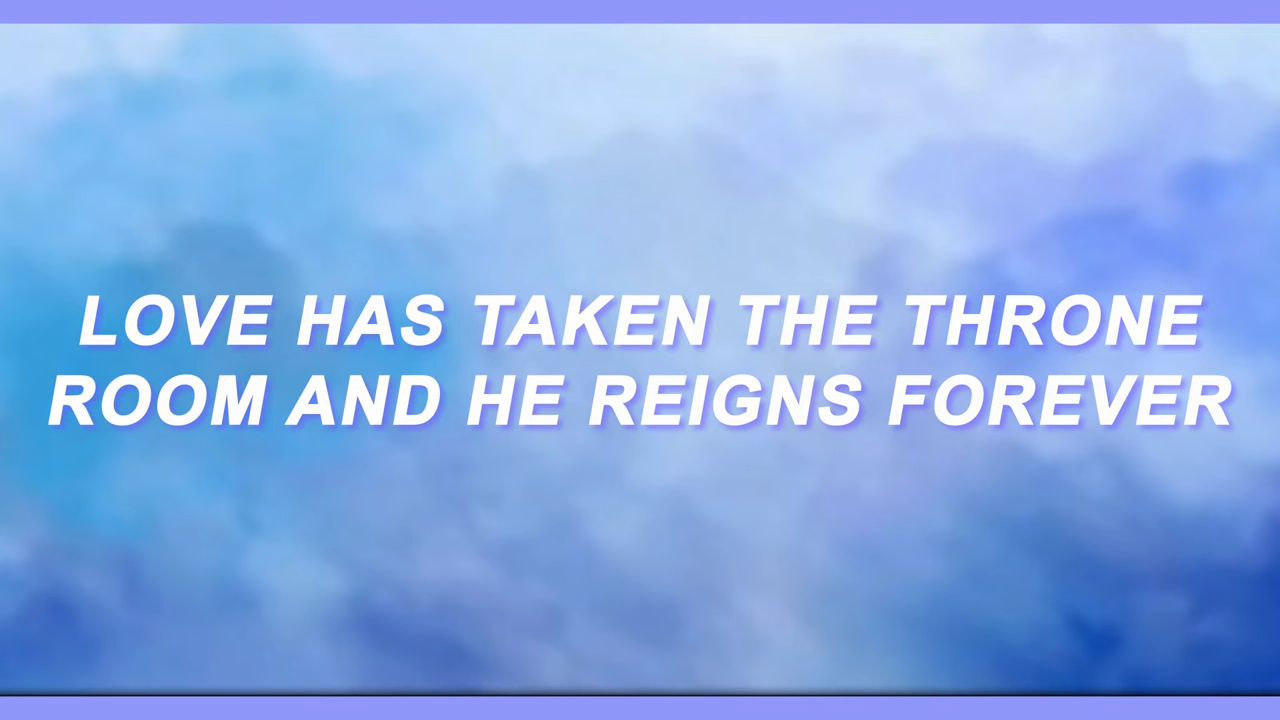 LOVE HAS TAKEN THE THRONE
ROOM AND HE REIGNS FOREVER